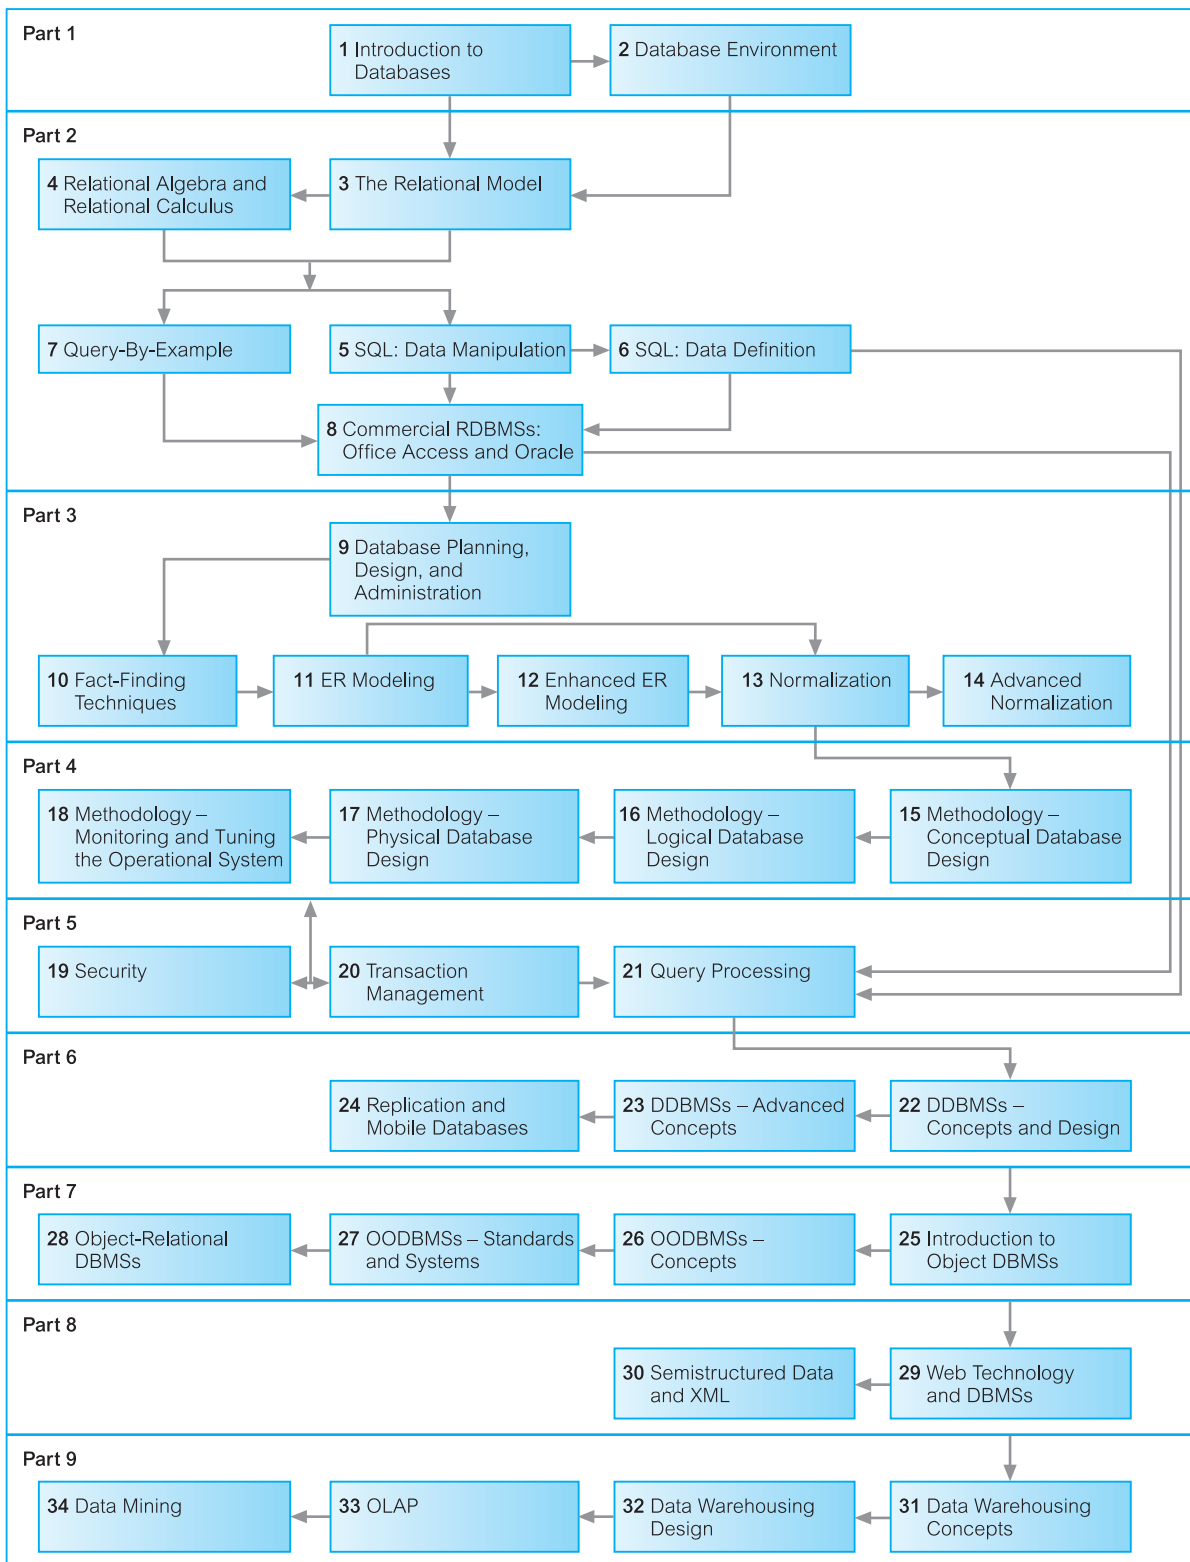 Part 1
1 Introduction to
Databases
2 Database Environment
Part 2
4 Relational Algebra and
Relational Calculus
3 The Relational Model
7 Query-By-Example
5 SQL: Data Manipulation
6 SQL: Data Definition
8 Commercial RDBMSs:
Office Access and Oracle
Part 3
9 Database Planning,
Design, and
Administration
10 Fact-Finding
Techniques
11 ER Modeling
12 Enhanced ER
Modeling
13 Normalization
14 Advanced
Normalization
Part 4
18 Methodology –
Monitoring and Tuning
the Operational System
17 Methodology –
Physical Database
Design
16 Methodology –
Logical Database
Design
15 Methodology –
Conceptual Database
Design
Part 5
19 Security
20 Transaction
Management
21 Query Processing
Part 6
24 Replication and
Mobile Databases
23 DDBMSs – Advanced
Concepts
22 DDBMSs –
Concepts and Design
Part 7
28 Object-Relational
DBMSs
27 OODBMSs – Standards
and Systems
26 OODBMSs –
Concepts
25 Introduction to
Object DBMSs
Part 8
30 Semistructured Data
and XML
29 Web Technology
and DBMSs
Part 9
34 Data Mining
33 OLAP
32 Data Warehousing
Design
31 Data Warehousing
Concepts